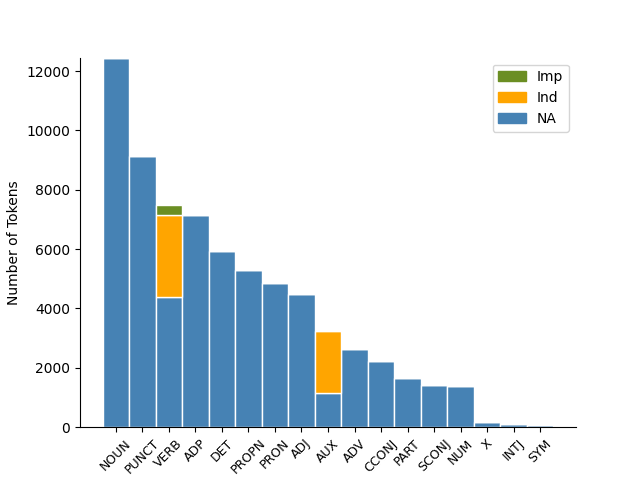 Imp
Ind
NA
12000
10000
8000
6000
4000
2000
0
Number of Tokens
NOUN
PUNCT
VERB
ADP
DET
PROPN
PRON
ADJ
AUX
ADV
CCONJ
PART
SCONJ
NUM
X
INTJ
SYM